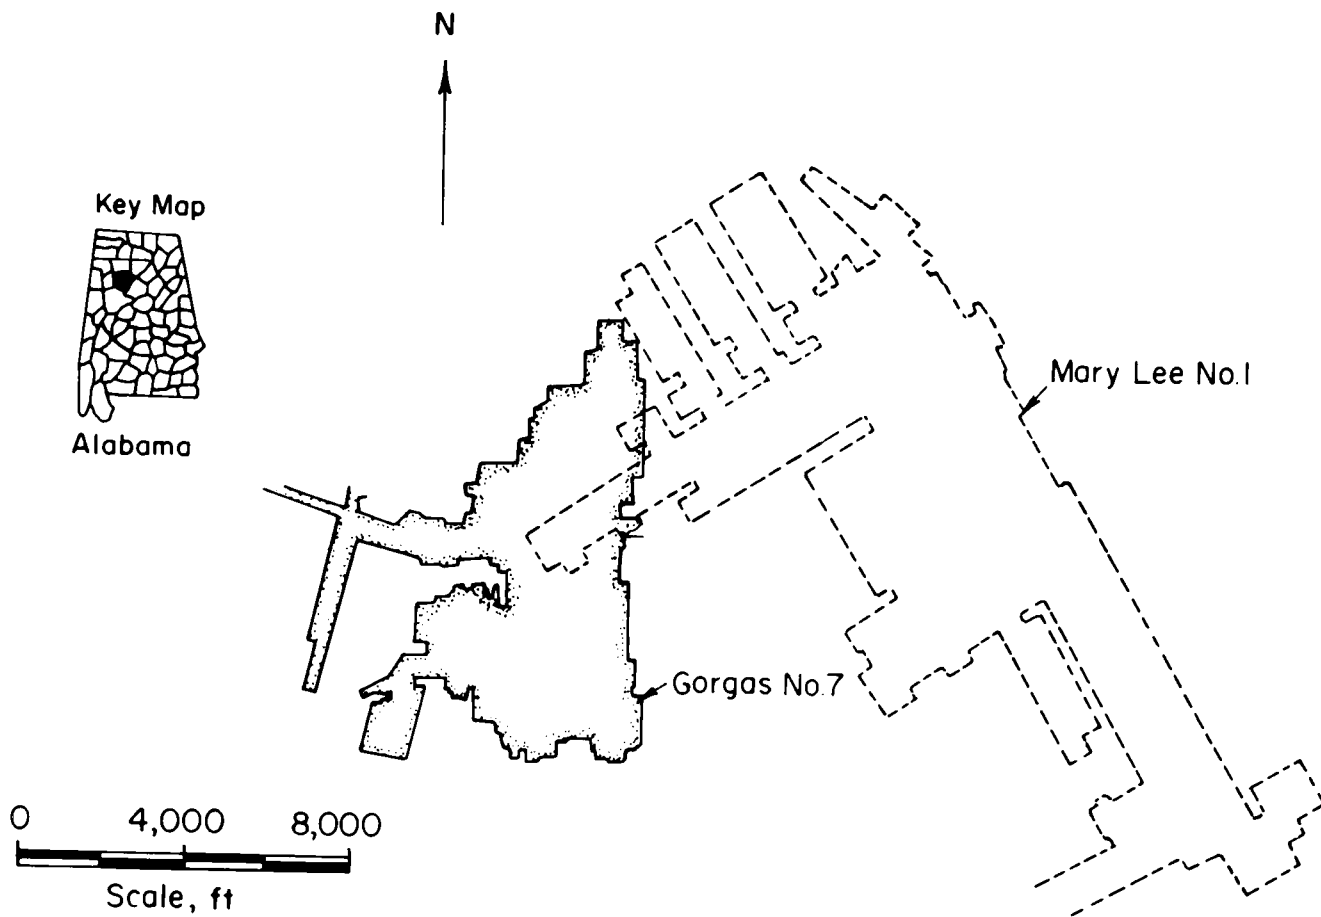 N
Key Map
Alabama
Mary Lee No.1
Gorgas No.7
0 4,000 8,000
Scale, ft